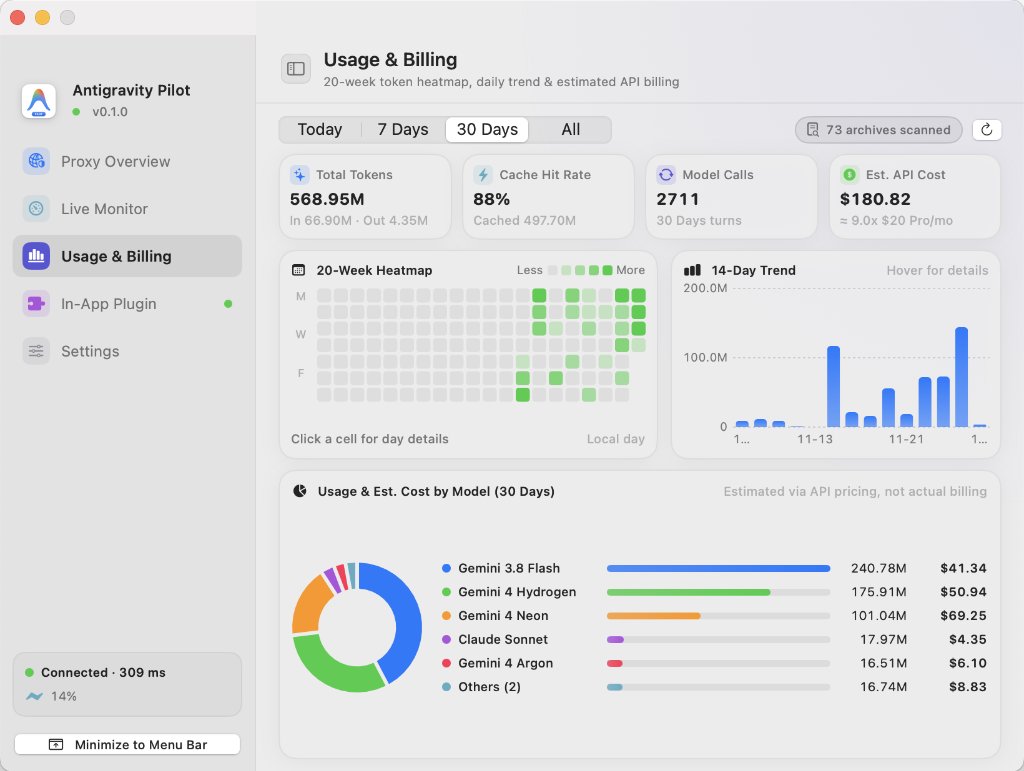 Antigravity Pilot
v0.1.0
Proxy Overview
Live Monitor
Usage & Billing
In-App Plugin
Settings
Connected · 309 ms
14%
Minimize to Menu Bar
Usage & Billing
20-week token heatmap, daily trend & estimated API billing
Today 7 Days 30 Days All
73 archives scanned
Total Tokens
568.95M
In 66.90M · Out 4.35M
Cache Hit Rate
88%
Cached 497.70M
Model Calls
2711
30 Days turns
Est. API Cost
$180.82
≈ 9.0x $20 Pro/mo
20-Week Heatmap
Less More
M
W
F
Click a cell for day details
Local day
14-Day Trend
Hover for details
200.0M
100.0M
0
1... 11-13 11-21 1...
Usage & Est. Cost by Model (30 Days)
Estimated via API pricing, not actual billing
Gemini 3.8 Flash 240.78M $41.34
Gemini 4 Hydrogen 175.91M $50.94
Gemini 4 Neon 101.04M $69.25
Claude Sonnet 17.97M $4.35
Gemini 4 Argon 16.51M $6.10
Others (2) 16.74M $8.83